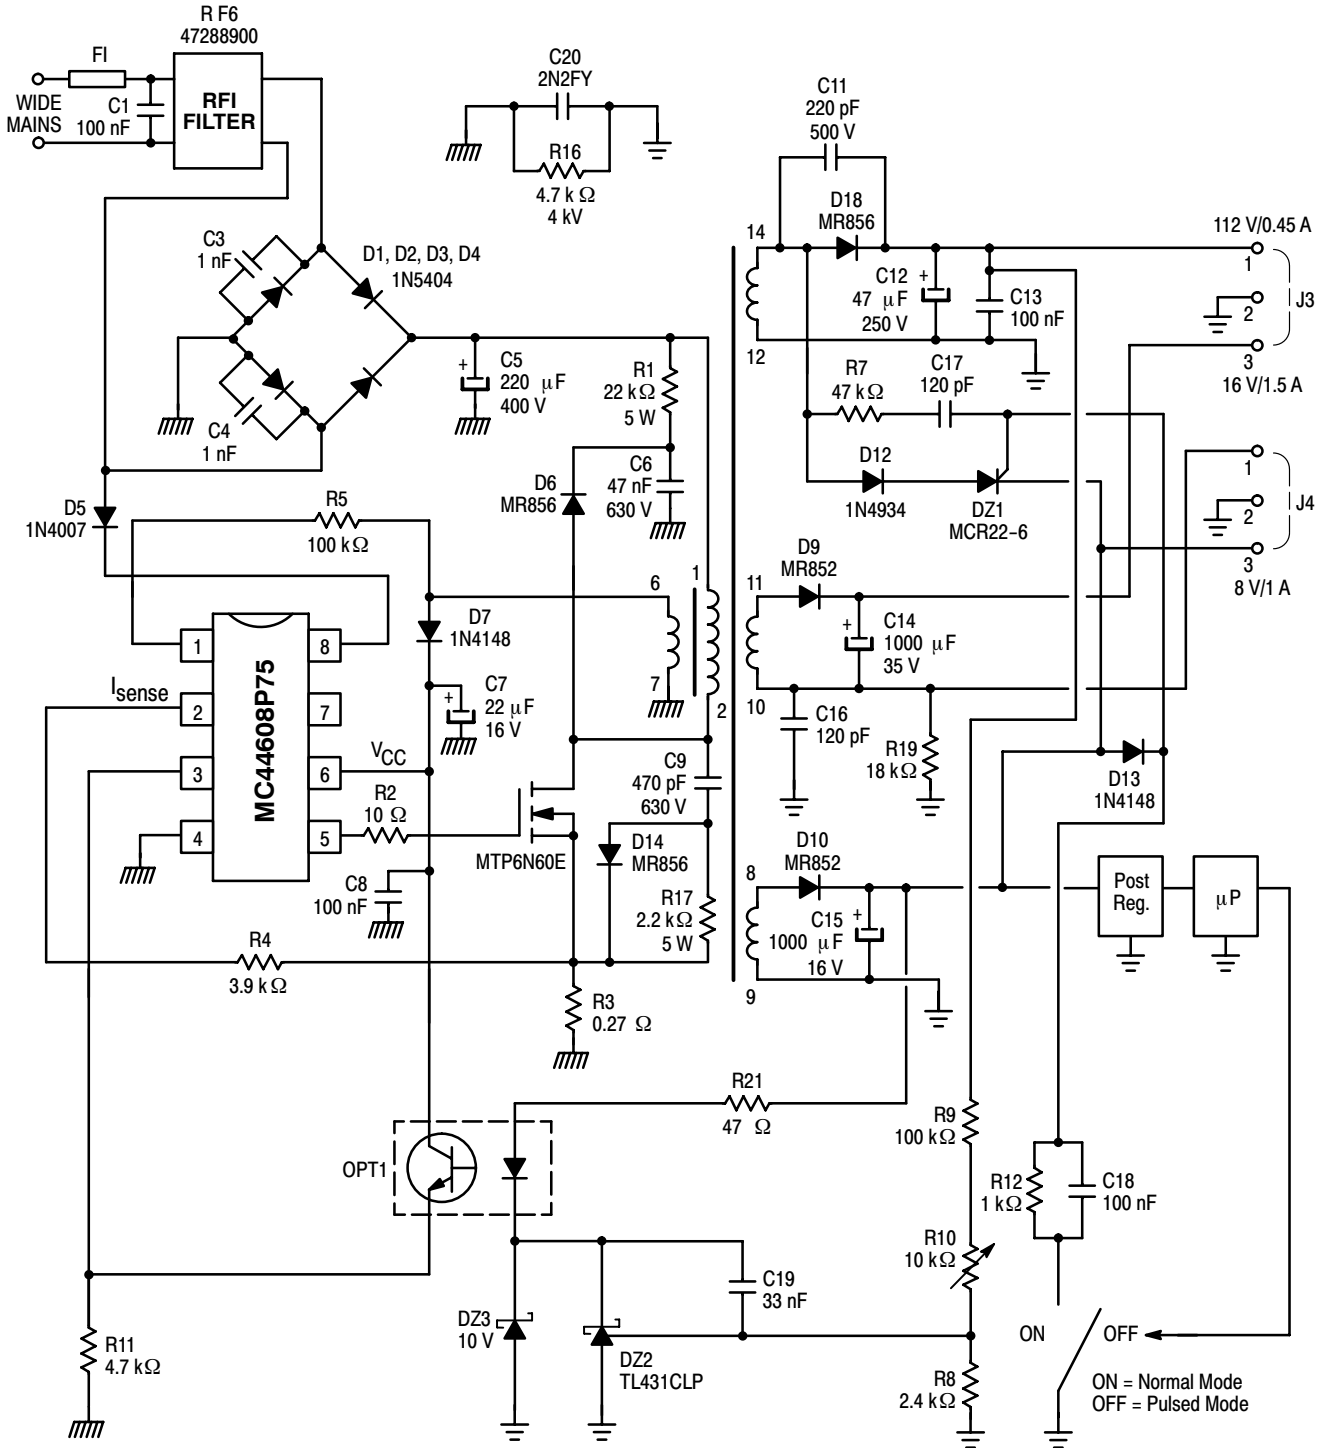 R F6
47288900
FI
WIDE
MAINS
C1
100 nF
RFI
FILTER
C20
2N2FY
R16
4.7 k Ω
4 kV
C11
220 pF
500 V
D18
MR856
14
12
C12
+
47 μF
250 V
C13
100 nF
112 V/0.45 A
1
2
3
J3
16 V/1.5 A
C3
1 nF
D1, D2, D3, D4
1N5404
C4
1 nF
+
C5
220 μF
400 V
R1
22 kΩ
5 W
C6
47 nF
630 V
D6
MR856
R7
47 kΩ
C17
120 pF
D12
1N4934
DZ1
MCR22-6
1
2
3
J4
8 V/1 A
D5
1N4007
R5
100 kΩ
6
7
1
2
D9
MR852
11
10
+
C14
1000 μF
35 V
D7
1N4148
+
C7
22 μF
16 V
Isense
1
2
3
4
MC44608P75
8
7
6
5
VCC
R2
10 Ω
MTP6N60E
C9
470 pF
630 V
D14
MR856
R17
2.2 kΩ
5 W
C16
120 pF
R19
18 kΩ
D13
1N4148
D10
MR852
8
9
C15
+
1000 μF
16 V
Post
Reg.
μP
C8
100 nF
R4
3.9 kΩ
R3
0.27 Ω
R21
47 Ω
OPT1
R9
100 kΩ
R12
1 kΩ
C18
100 nF
R10
10 kΩ
C19
33 nF
DZ3
10 V
DZ2
TL431CLP
R11
4.7 kΩ
R8
2.4 kΩ
ON
OFF
ON = Normal Mode
OFF = Pulsed Mode